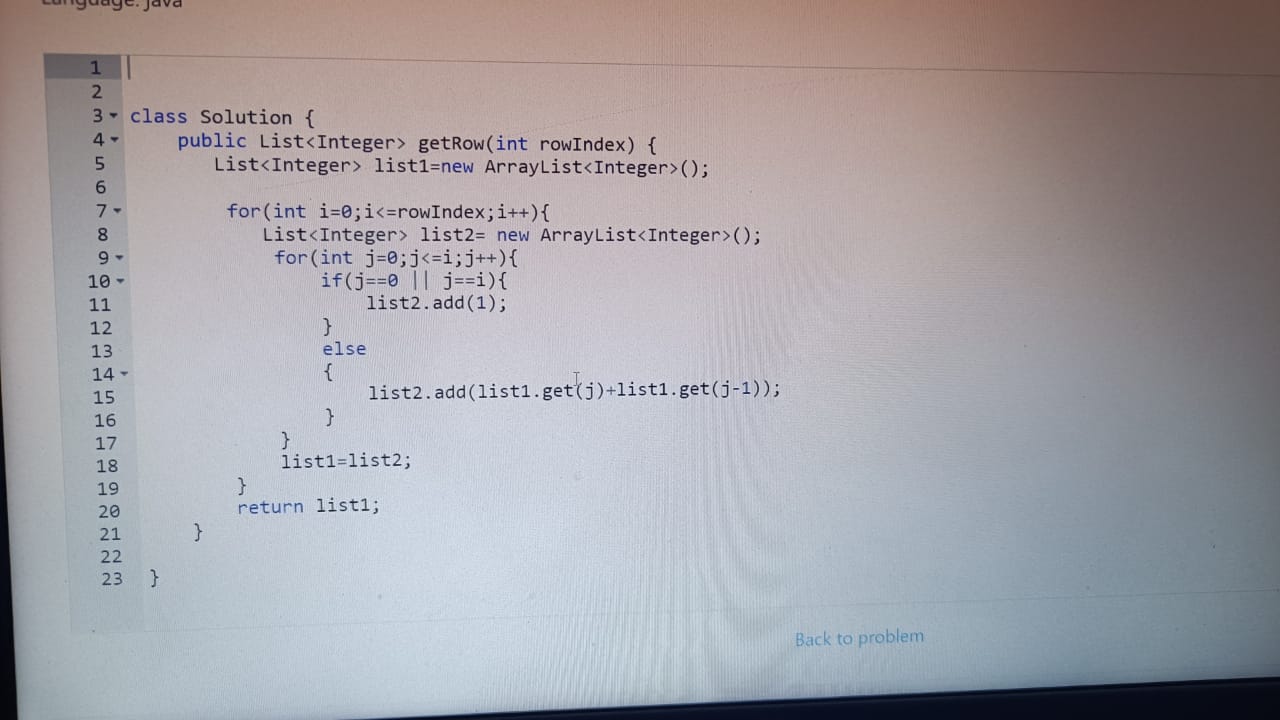 Language: java
1
2
3 class Solution {
4 public List<Integer> getRow(int rowIndex) {
5 List<Integer> list1=new ArrayList<Integer>();
6
7 for(int i=0;i<=rowIndex;i++){
8 List<Integer> list2= new ArrayList<Integer>();
9 for(int j=0;j<=i;j++){
10 if(j==0 || j==i){
11 list2.add(1);
12 }
13 else
14 {
15 list2.add(list1.get(j)+list1.get(j-1));
16 }
17 }
18 list1=list2;
19 }
20 return list1;
21 }
22
23 }
Back to problem